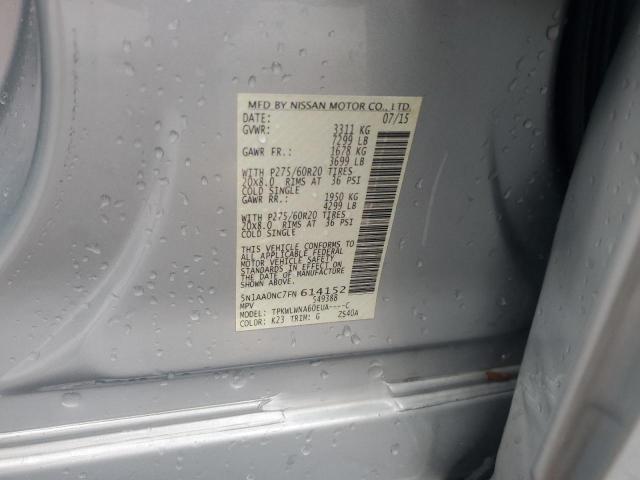 MFD BY NISSAN MOTOR CO., LTD.
DATE: 07/15
GVWR: 3311 KG
7299 LB
GAWR FR.: 1678 KG
3699 LB
WITH P275/60R20 TIRES
20X8.0 RIMS AT 36 PSI
COLD SINGLE
GAWR RR.: 1950 KG
4299 LB
WITH P275/60R20 TIRES
20X8.0 RIMS AT 36 PSI
COLD SINGLE
THIS VEHICLE CONFORMS TO
ALL APPLICABLE FEDERAL
MOTOR VEHICLE SAFETY
STANDARDS IN EFFECT ON
THE DATE OF MANUFACTURE
SHOWN ABOVE.
5N1AA0NC7FN614152
MPV 549388
MODEL: TPKWLWNA60EUA----C
COLOR: K23 TRIM: G ZS40A